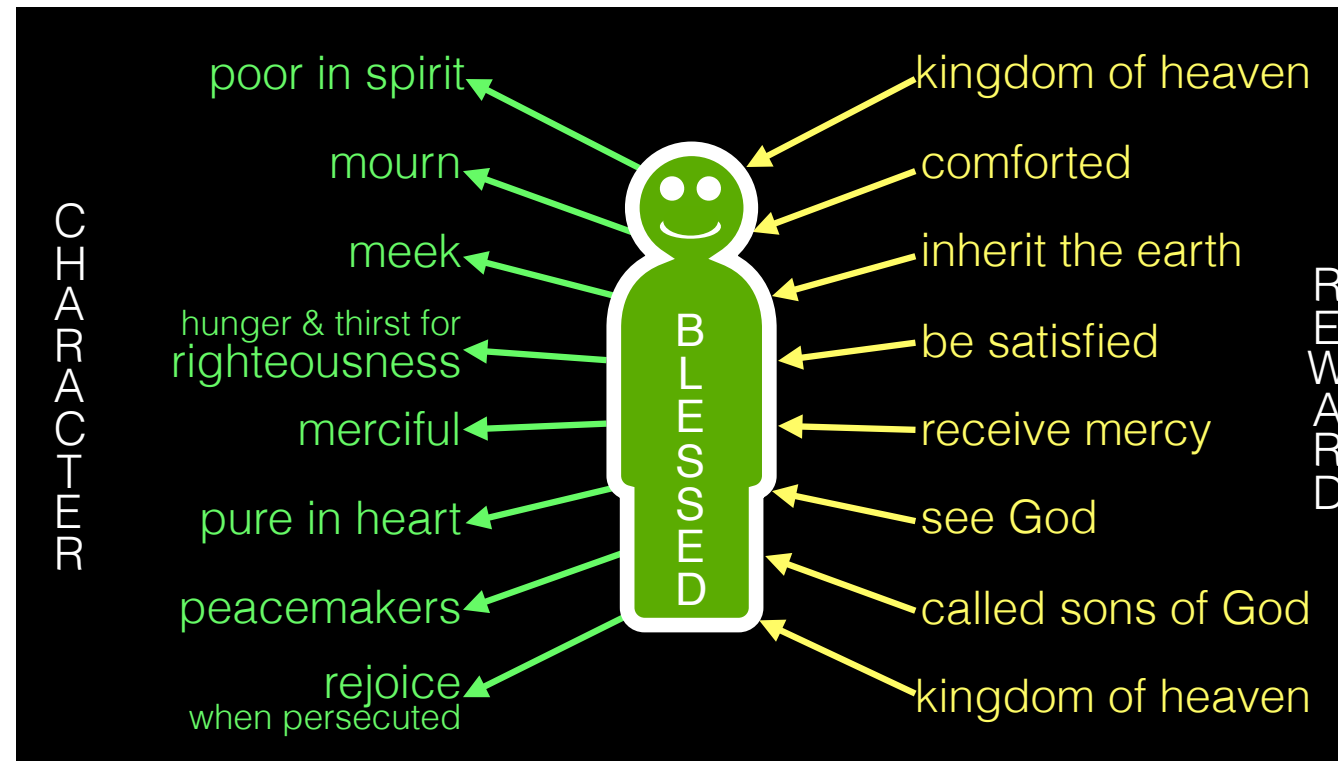 CHARACTER
poor in spirit
mourn
meek
hunger & thirst for
righteousness
merciful
pure in heart
peacemakers
rejoice
when persecuted
BLESSED
kingdom of heaven
comforted
inherit the earth
be satisfied
receive mercy
see God
called sons of God
kingdom of heaven
REWARD